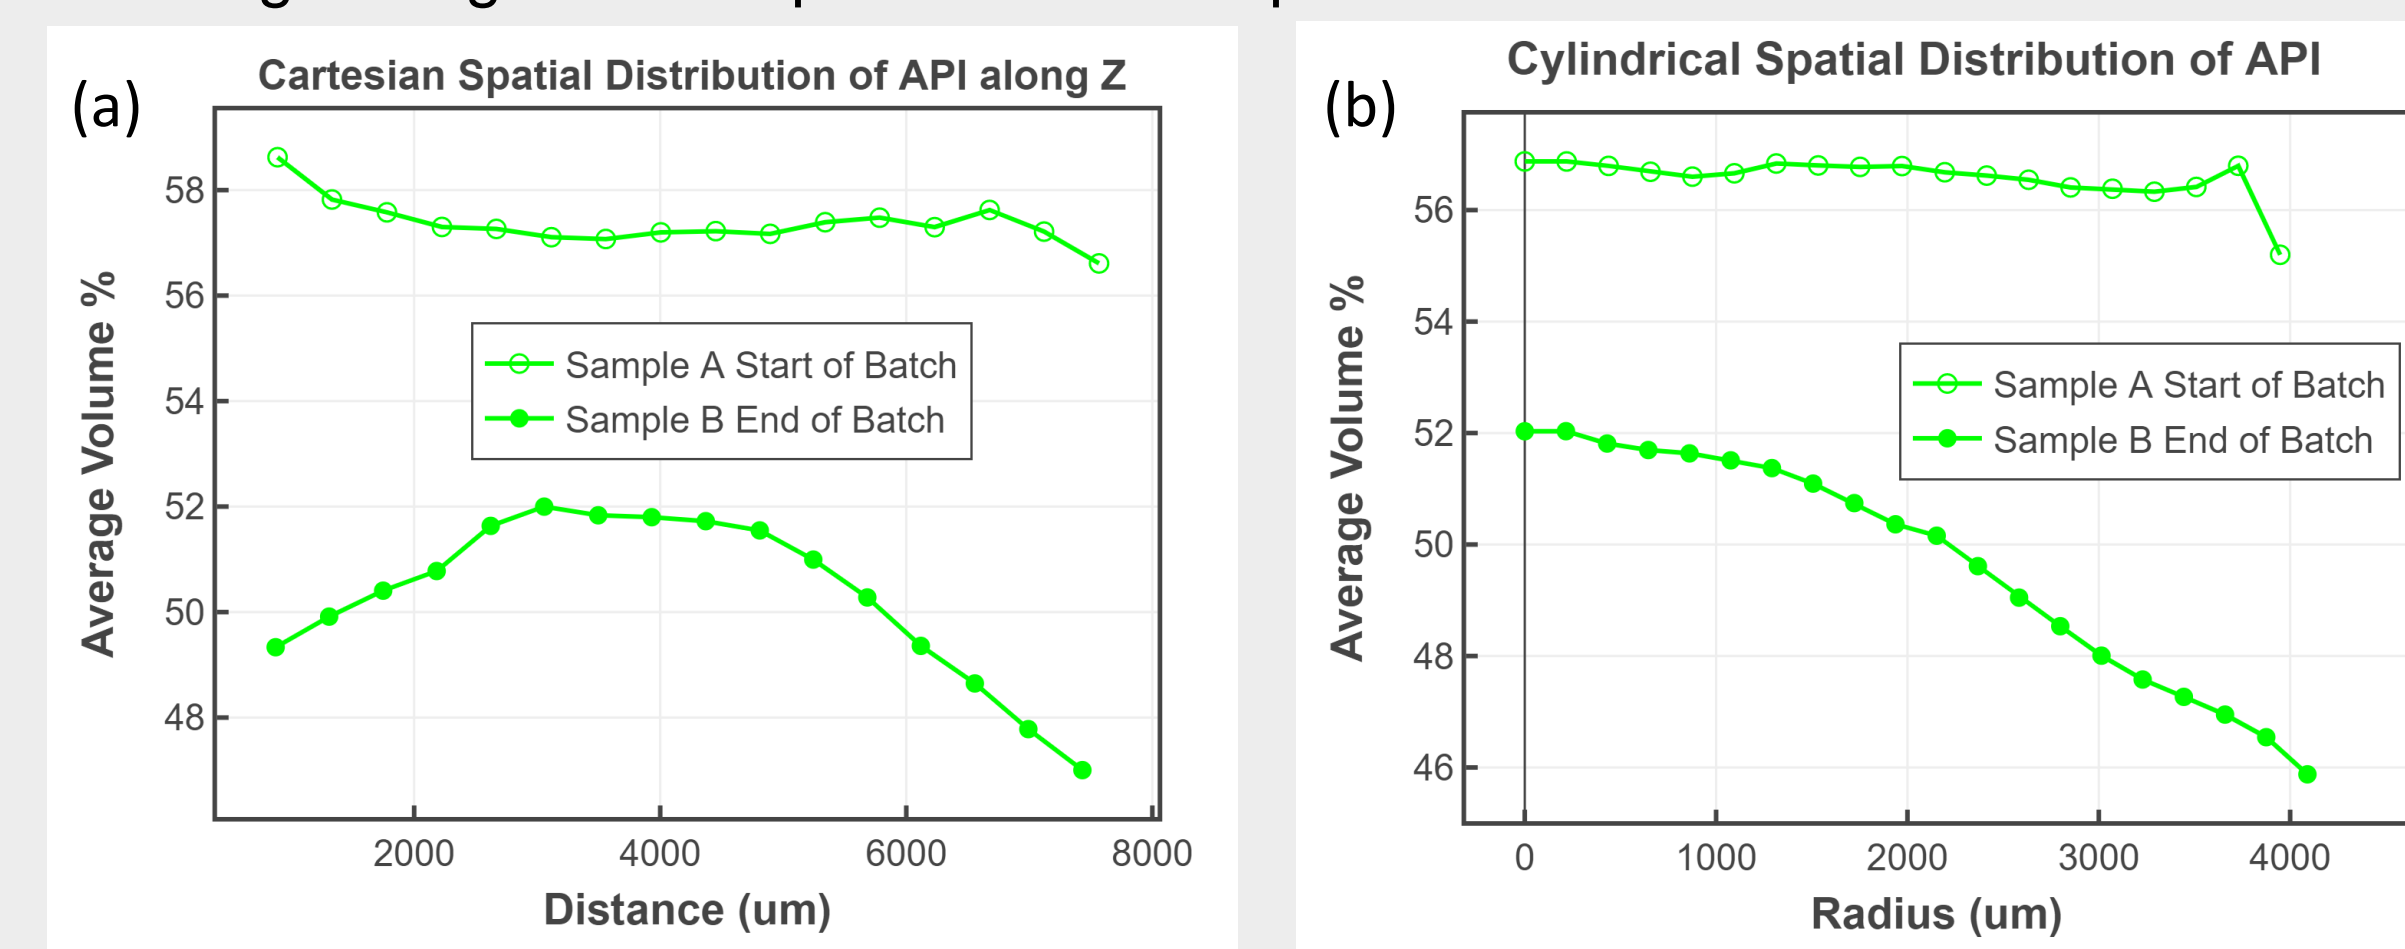 (a)
Cartesian Spatial Distribution of API along Z
Average Volume %
58
56
54
52
50
48
Sample A Start of Batch
Sample B End of Batch
2000 4000 6000 8000
Distance (um)
(b)
Cylindrical Spatial Distribution of API
Average Volume %
56
54
52
50
48
46
Sample A Start of Batch
Sample B End of Batch
0 1000 2000 3000 4000
Radius (um)